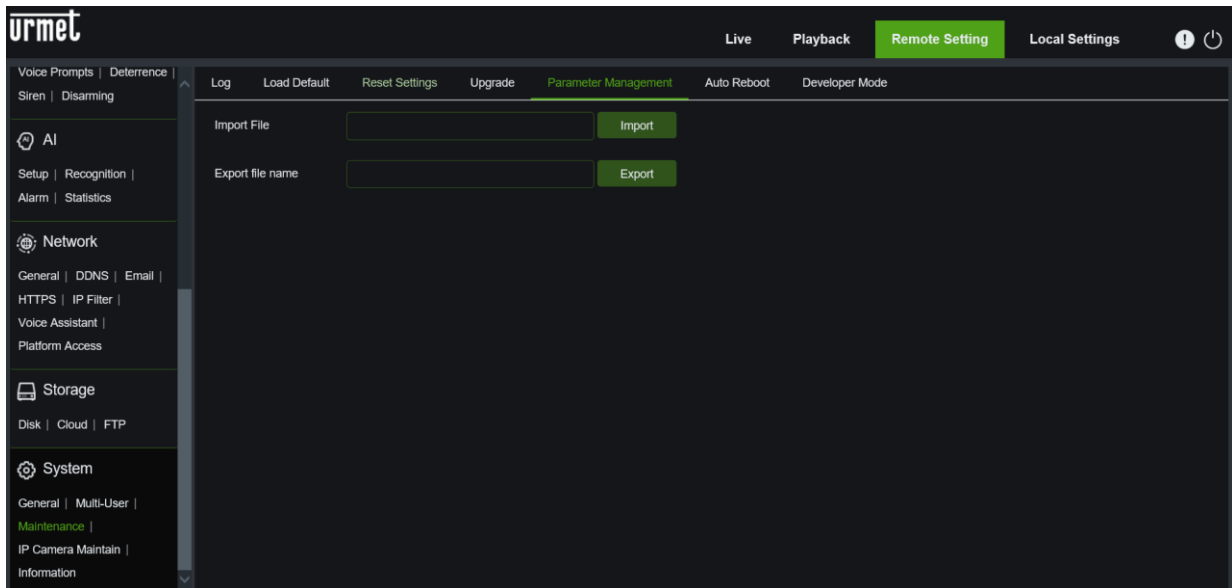 urmet
Live Playback Remote Setting Local Settings
Voice Prompts | Deterrence |
Siren | Disarming
AI
Setup | Recognition |
Alarm | Statistics
Network
General | DDNS | Email |
HTTPS | IP Filter |
Voice Assistant |
Platform Access
Storage
Disk | Cloud | FTP
System
General | Multi-User |
Maintenance |
IP Camera Maintain |
Information
Log Load Default Reset Settings Upgrade Parameter Management Auto Reboot Developer Mode
Import File Import
Export file name Export